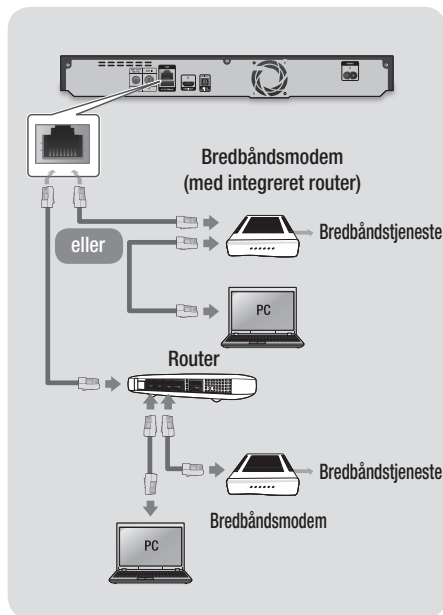 Bredbåndsmodem
(med integreret router)
Bredbåndstjeneste
eller
PC
Router
Bredbåndstjeneste
Bredbåndsmodem
PC